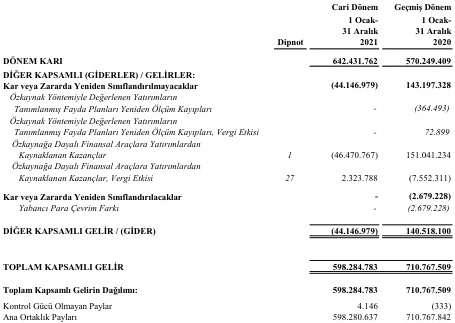 Cari Dönem Geçmiş Dönem
1 Ocak- 1 Ocak-
31 Aralık 31 Aralık
Dipnot 2021 2020
DÖNEM KARI 642.431.762 570.249.409
DİĞER KAPSAMLI (GİDERLER) / GELİRLER:
Kar veya Zararda Yeniden Sınıflandırılmayacaklar (44.146.979) 143.197.328
Özkaynak Yöntemiyle Değerlenen Yatırımların
Tanımlanmış Fayda Planları Yeniden Ölçüm Kayıpları - (364.493)
Özkaynak Yöntemiyle Değerlenen Yatırımların
Tanımlanmış Fayda Planları Yeniden Ölçüm Kayıpları, Vergi Etkisi - 72.899
Özkaynağa Dayalı Finansal Araçlara Yatırımlardan
Kaynaklanan Kazançlar 1 (46.470.767) 151.041.234
Özkaynağa Dayalı Finansal Araçlara Yatırımlardan
Kaynaklanan Kazançlar, Vergi Etkisi 27 2.323.788 (7.552.311)
Kar veya Zararda Yeniden Sınıflandırılacaklar - (2.679.228)
Yabancı Para Çevrim Farkı - (2.679.228)
DİĞER KAPSAMLI GELİR / (GİDER) (44.146.979) 140.518.100
TOPLAM KAPSAMLI GELİR 598.284.783 710.767.509
Toplam Kapsamlı Gelirin Dağılımı: 598.284.783 710.767.509
Kontrol Gücü Olmayan Paylar 4.146 (333)
Ana Ortaklık Payları 598.280.637 710.767.842